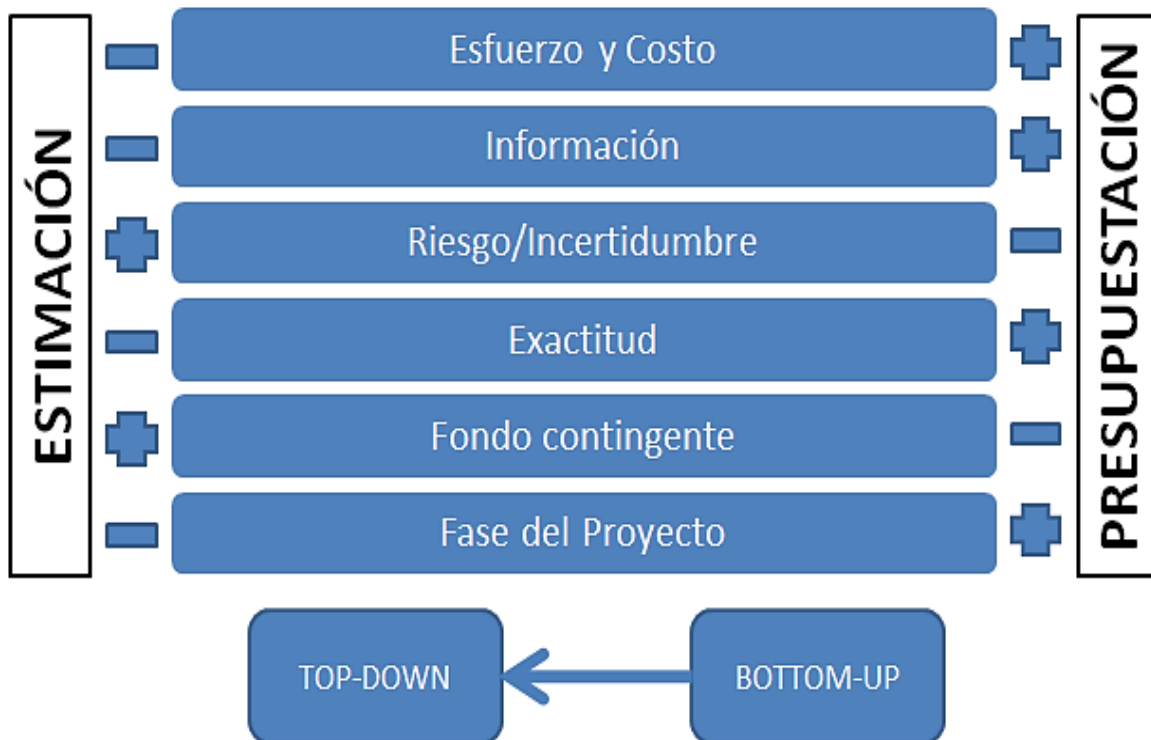 ESTIMACIÓN
Esfuerzo y Costo
Información
Riesgo/Incertidumbre
Exactitud
Fondo contingente
Fase del Proyecto
PRESUPUESTACIÓN
TOP-DOWN
BOTTOM-UP